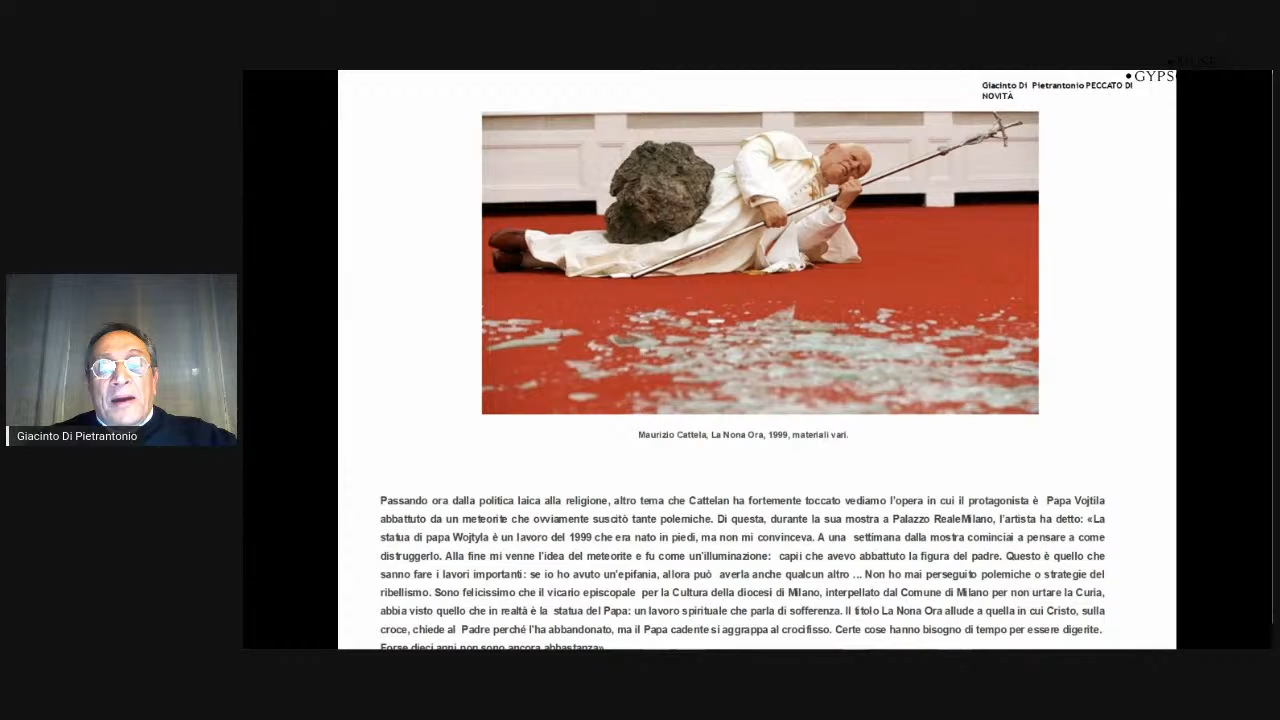 GYPS
Giacinto Di Pietrantonio PECCATO DI
NOVITÀ
Maurizio Cattela, La Nona Ora, 1999, materiali vari.
Giacinto Di Pietrantonio
Passando ora dalla politica laica alla religione, altro tema che Cattelan ha fortemente toccato vediamo l'opera in cui il protagonista è Papa Vojtila
abbattuto da un meteorite che ovviamente suscitò tante polemiche. Di questa, durante la sua mostra a Palazzo RealeMilano, l'artista ha detto: «La
statua di papa Wojtyla è un lavoro del 1999 che era nato in piedi, ma non mi convinceva. A una settimana dalla mostra cominciai a pensare a come
distruggerlo. Alla fine mi venne l'idea del meteorite e fu come un'illuminazione: capii che avevo abbattuto la figura del padre. Questo è quello che
sanno fare i lavori importanti: se io ho avuto un'epifania, allora può averla anche qualcun altro ... Non ho mai perseguito polemiche o strategie del
ribellismo. Sono felicissimo che il vicario episcopale per la Cultura della diocesi di Milano, interpellato dal Comune di Milano per non urtare la Curia,
abbia visto quello che in realtà è la statua del Papa: un lavoro spirituale che parla di sofferenza. Il titolo La Nona Ora allude a quella in cui Cristo, sulla
croce, chiede al Padre perché l'ha abbandonato, ma il Papa cadente si aggrappa al crocifisso. Certe cose hanno bisogno di tempo per essere digerite.
Forse dieci anni non sono ancora abbastanza»